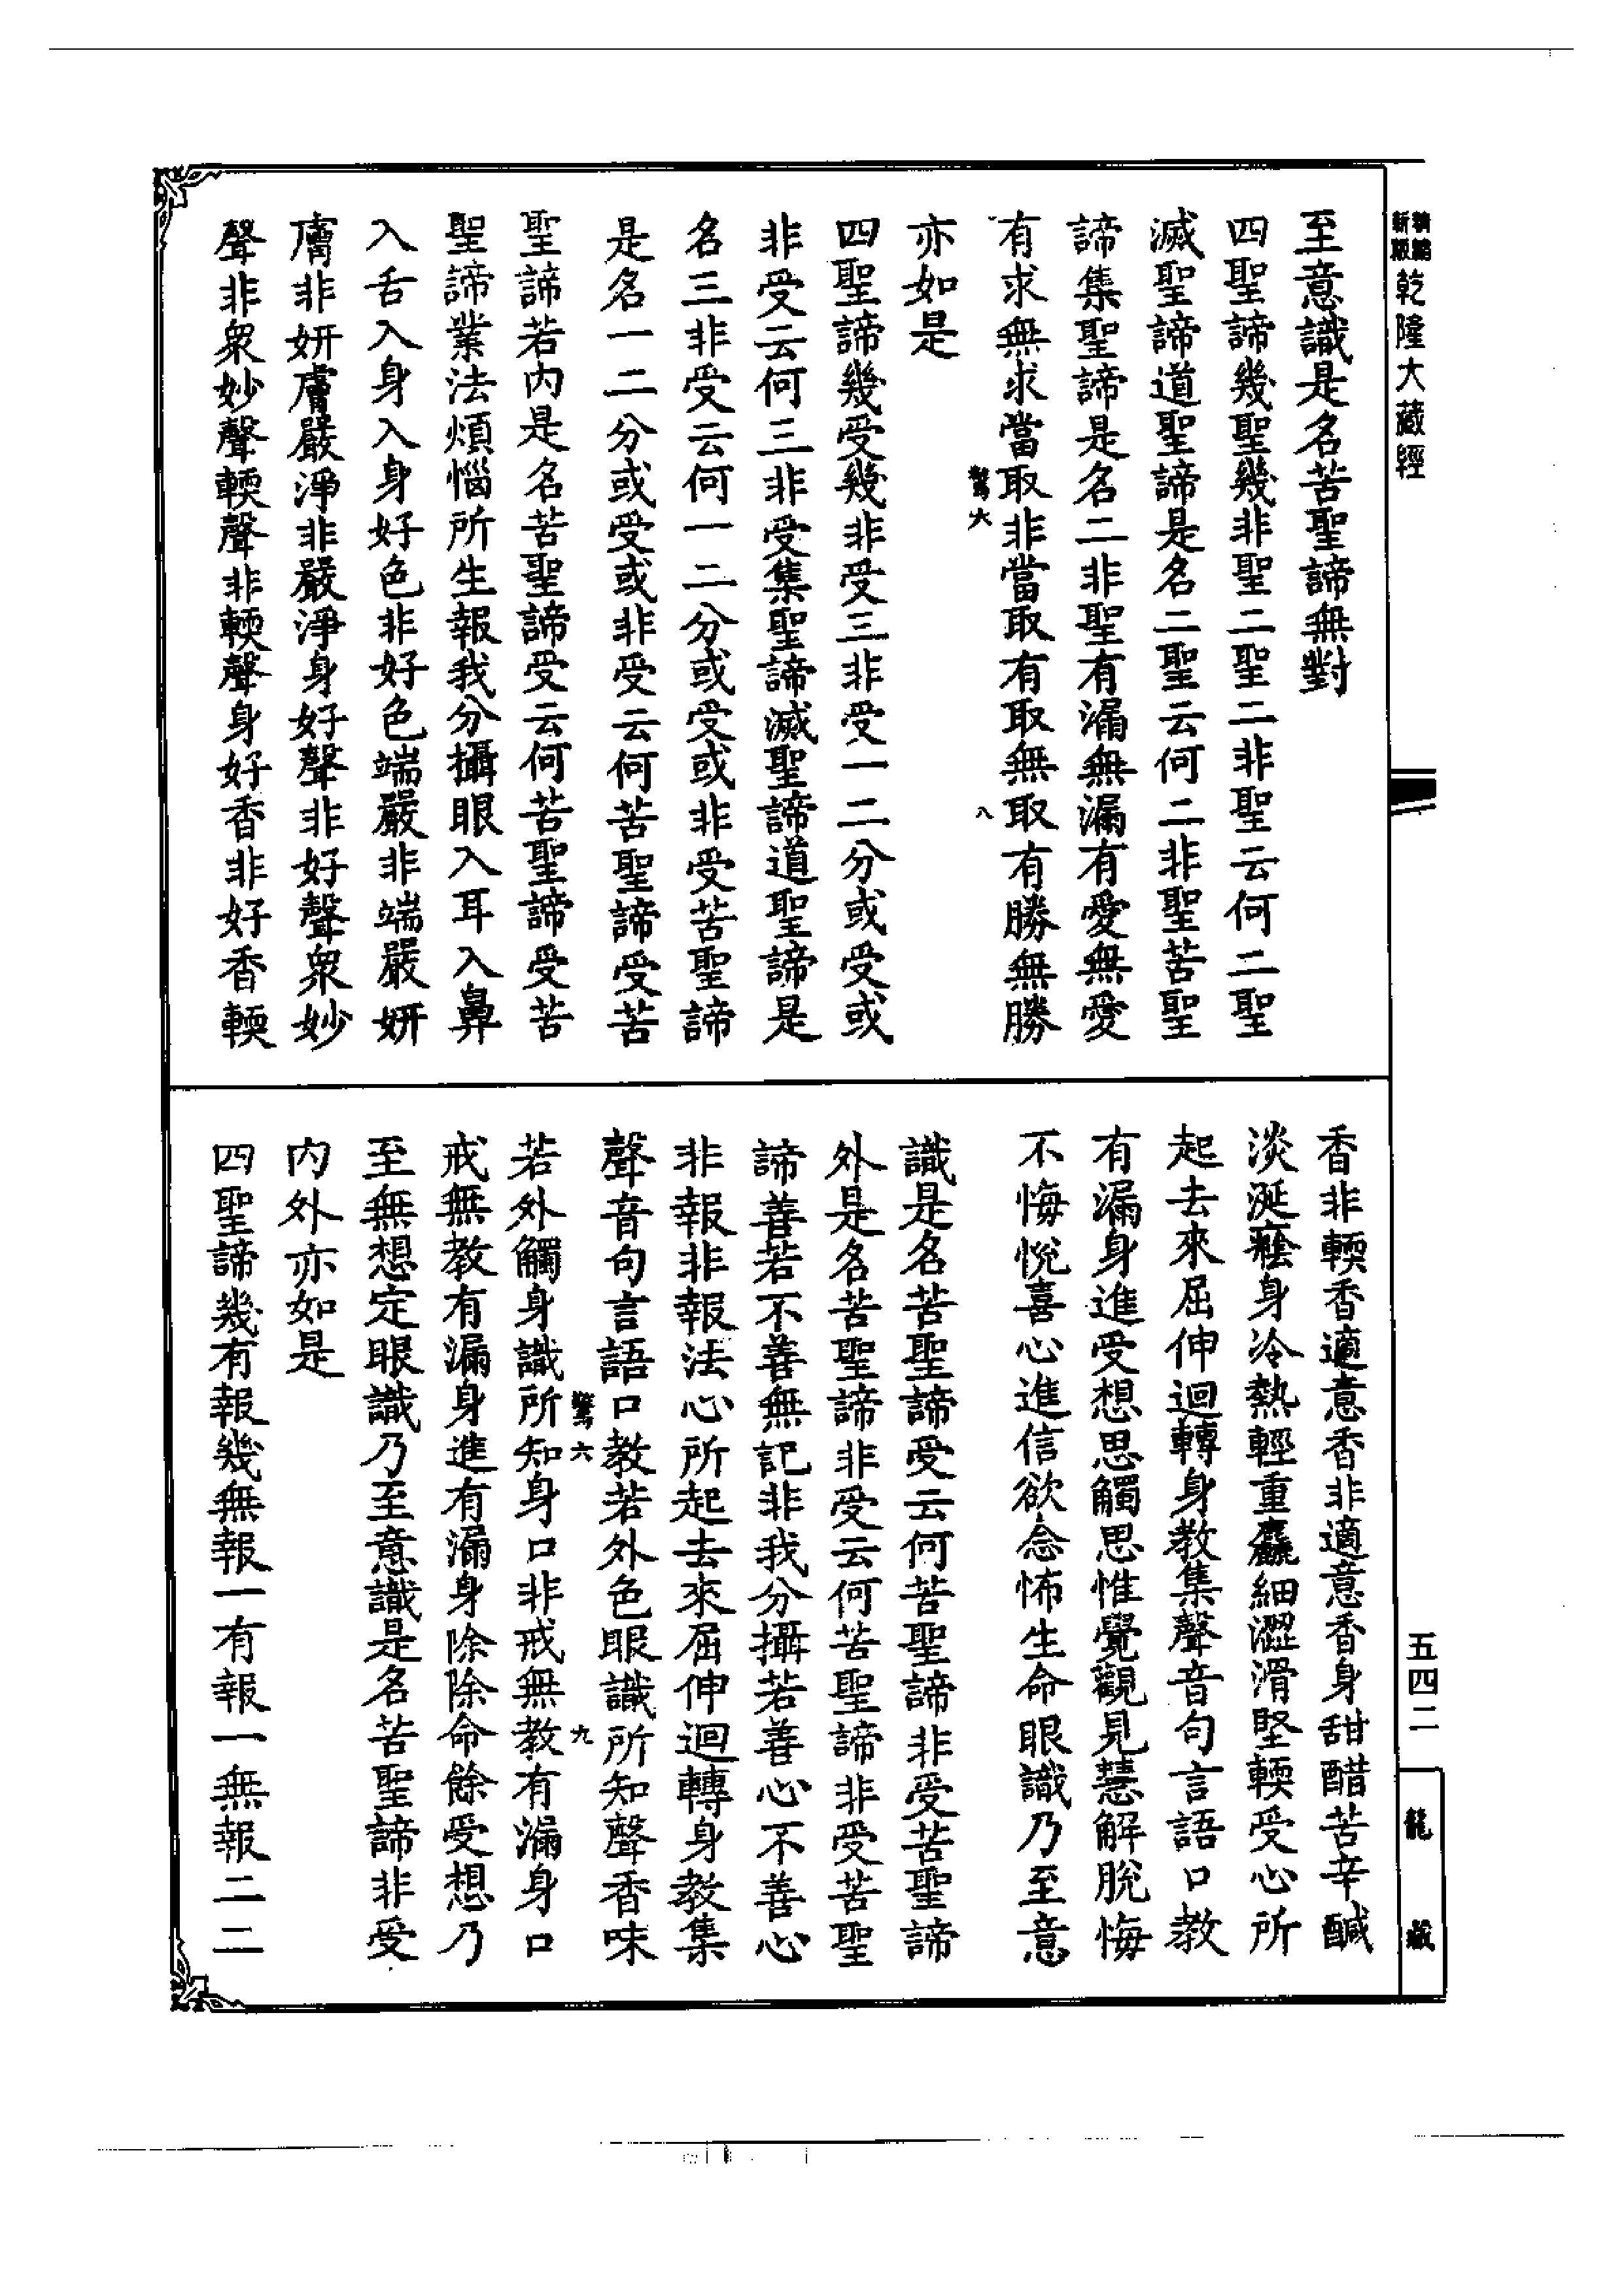 新編
縮版
乾隆大藏經
至意識是名苦聖諦無對
四聖諦幾聖幾非聖二聖二非聖云何二聖
滅聖諦道聖諦是名二聖云何二非聖苦聖
諦集聖諦是名二非聖有漏無漏有愛無愛
有求無求當取非當取有取無取有勝無勝
驚六
八
亦如是
四聖諦幾受幾非受三非受一二分或受或
非受云何三非受集聖諦滅聖諦道聖諦是
名三非受云何一二分或受或非受苦聖諦
是名一二分或受或非受云何苦聖諦受苦
聖諦若內是名苦聖諦受云何苦聖諦受苦
聖諦業法煩惱所生報我分攝眼入耳入鼻
入舌入身入身好色非好色端嚴非端嚴妍
膚非妍膚嚴淨非嚴淨身好聲非好聲衆妙
聲非衆妙聲輭聲非輭聲身好香非好香輭
香非輭香適意香非適意香身甜醋苦辛鹹
淡涎癊身冷熱輕重麤細澀滑堅輭受心所
起去來屈伸迴轉身教集聲音句言語口教
有漏身進受想思觸思惟覺觀見慧解脫悔
不悔悅喜心進信欲念怖生命眼識乃至意
識是名苦聖諦受云何苦聖諦非受苦聖諦
外是名苦聖諦非受云何苦聖諦非受苦聖
諦善若不善無記非我分攝若善心不善心
非報非報法心所起去來屈伸迴轉身教集
聲音句言語口教若外色眼識所知聲香味
驚六
九
若外觸身識所知身口非戒無教有漏身口
戒無教有漏身進有漏身除除命餘受想乃
至無想定眼識乃至意識是名苦聖諦非受
內外亦如是
四聖諦幾有報幾無報一有報一無報二二
五四二
龍藏